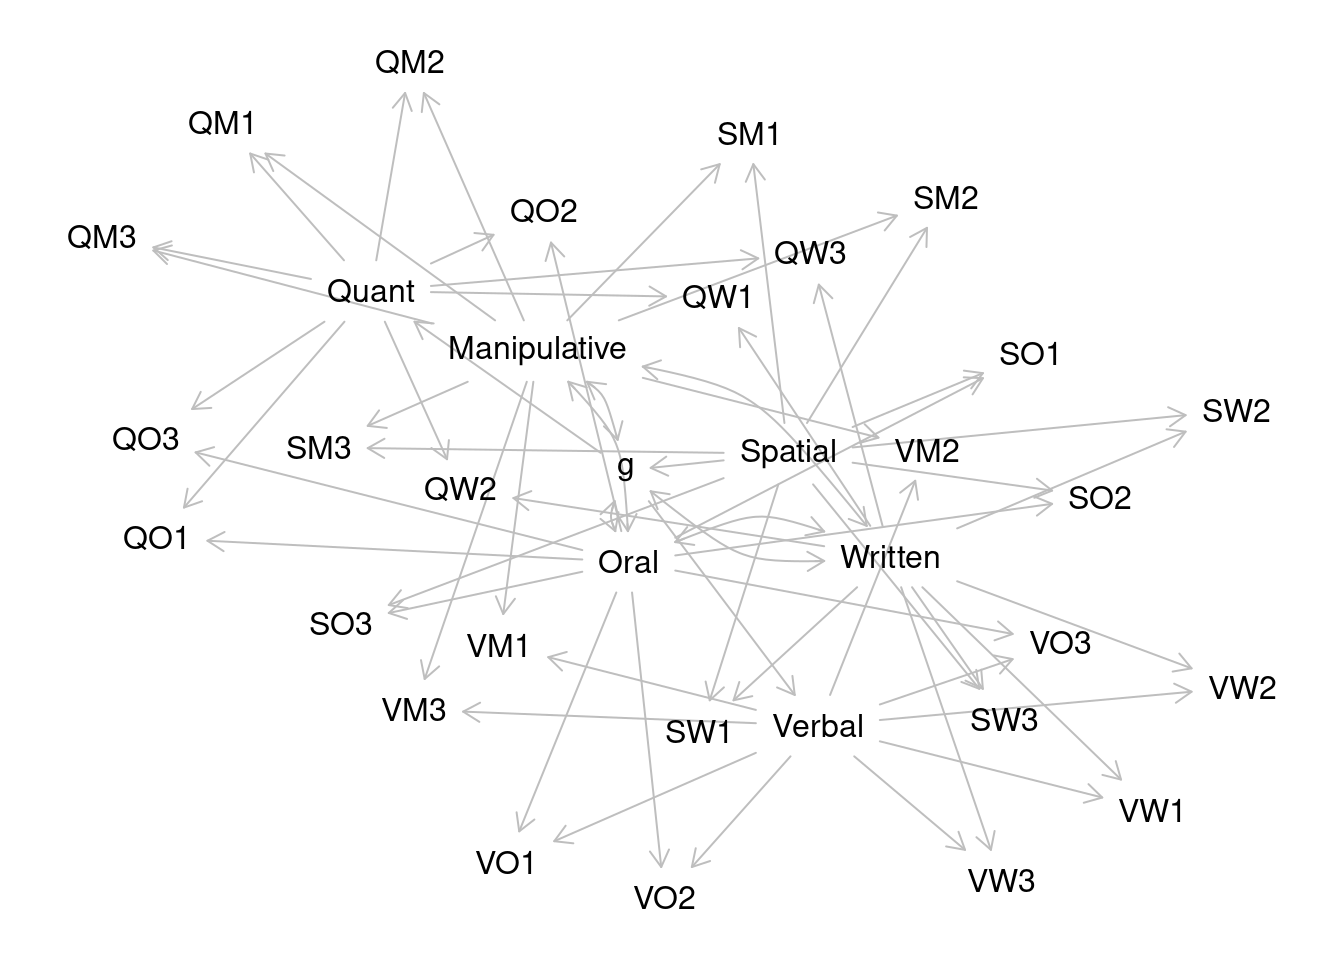 QM2
QM1
SM1
SM2
QO2
QM3
QW3
Quant
QW1
Manipulative
SO1
SW2
QO3
SM3
Spatial
VM2
g
QW2
SO2
QO1
Oral
Written
SO3
VM1
VO3
VW2
VM3
SW3
SW1
Verbal
VW1
VO1
VW3
VO2